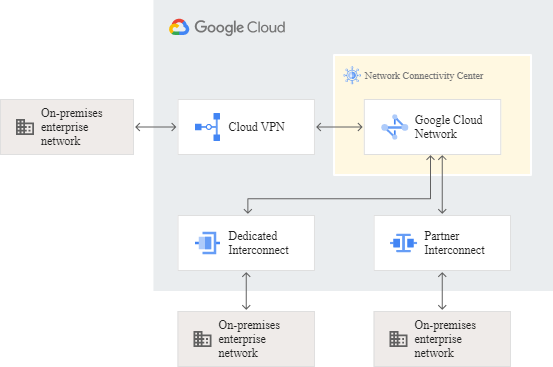 Google Cloud
Network Connectivity Center
On-premises
enterprise
network
Cloud VPN
Google Cloud
Network
Dedicated
Interconnect
Partner
Interconnect
On-premises
enterprise
network
On-premises
enterprise
network